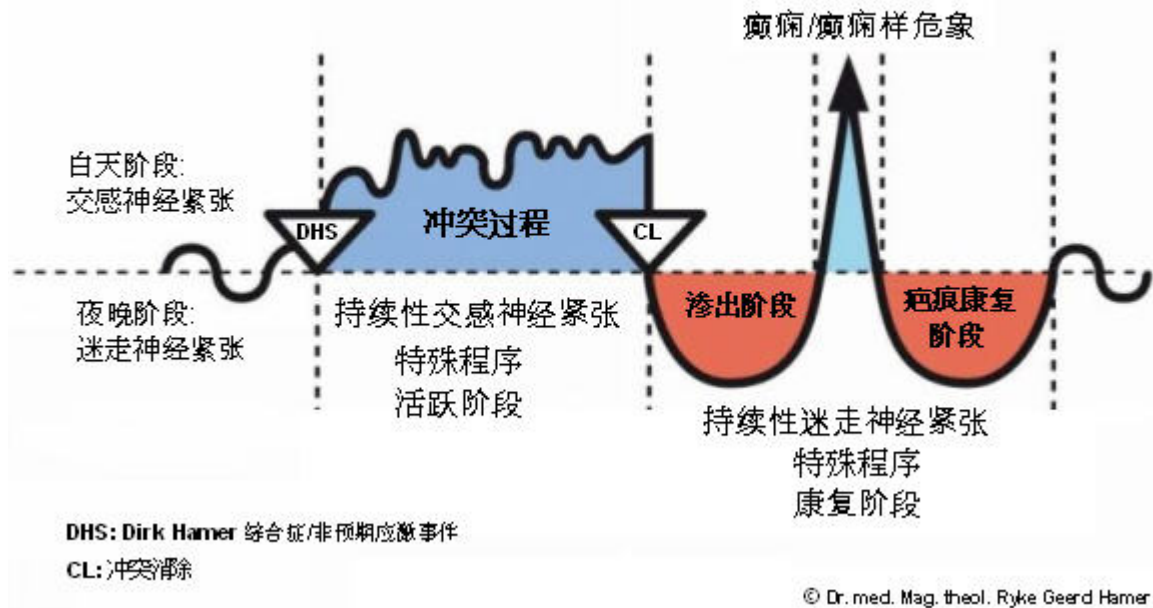 癫痫/癫痫样危象
白天阶段:
交感神经紧张
DHS
冲突过程
CL
夜晚阶段:
迷走神经紧张
持续性交感神经紧张
特殊程序
活跃阶段
渗出阶段
疤痕康复
阶段
持续性迷走神经紧张
特殊程序
康复阶段
DHS: Dirk Hamer 综合症/非预期应激事件
CL: 冲突消除
© Dr. med. Mag. theol. Ryke Geerd Hamer